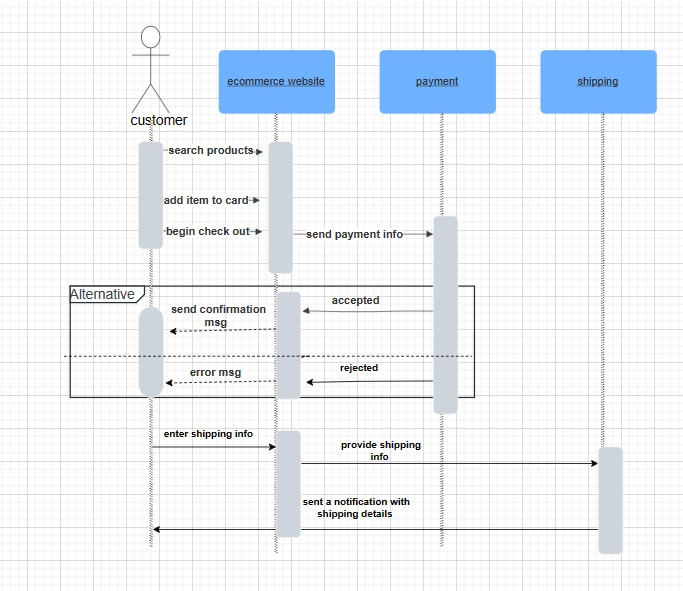 ecommerce website
payment
shipping
customer
search products
add item to card
begin check out
send payment info
Alternative
accepted
send confirmation
msg
rejected
error msg
enter shipping info
provide shipping
info
sent a notification with
shipping details